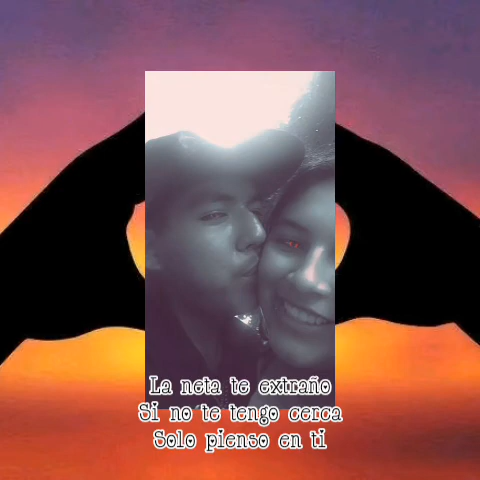 La neta te extraño
Si no te tengo cerca
Solo pienso en ti